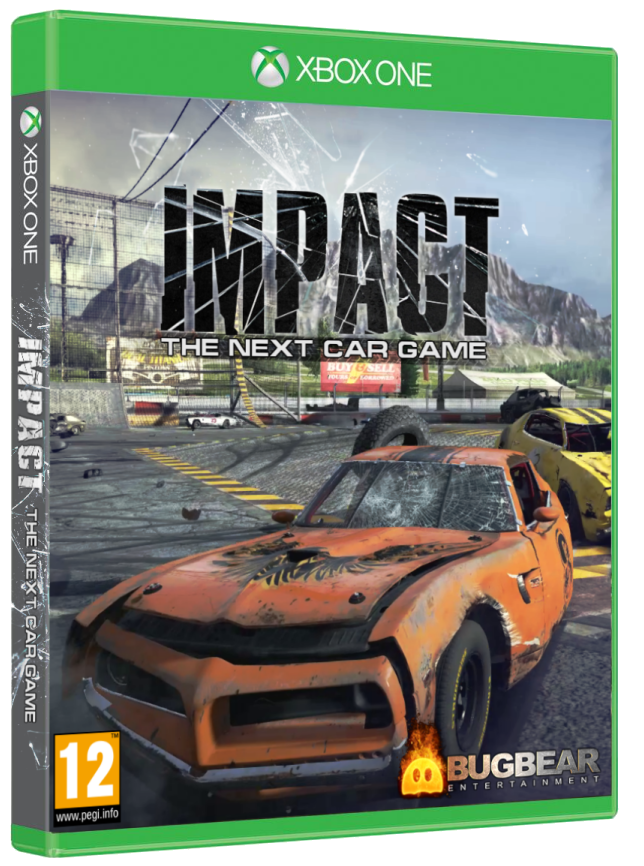 XBOX ONE
XBOX ONE
IMPACT
THE NEXT CAR GAME
IMPACT
THE NEXT CAR GAME
BUY & SELL
12
TM
www.pegi.info
BUGBEAR
ENTERTAINMENT